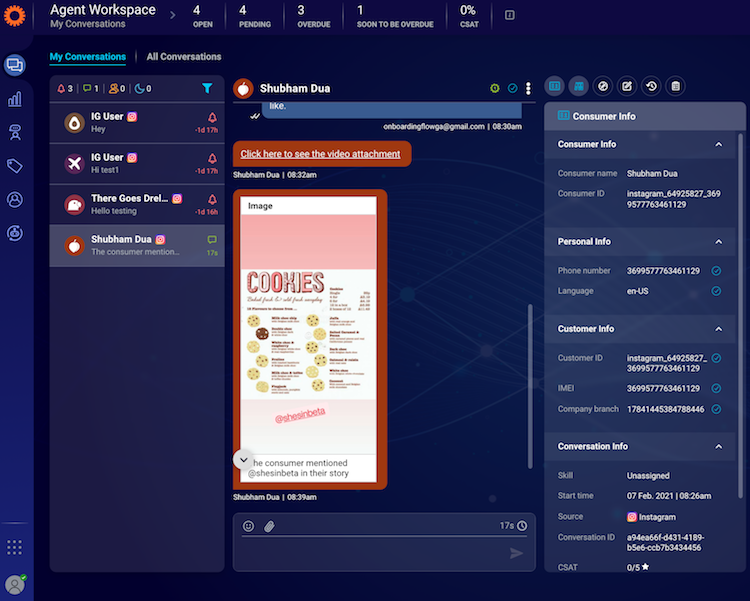 Agent Workspace
My Conversations
4 OPEN
4 PENDING
3 OVERDUE
1 SOON TO BE OVERDUE
0% CSAT
My Conversations
All Conversations
3 1 0 0
IG User
Hey
-1d 17h
IG User
Hi test1
-1d 17h
There Goes Drel...
Hello testing
-1d 16h
Shubham Dua
The consumer mention...
17s
Shubham Dua
like.
onboardingflowga@gmail.com | 08:30am
Click here to see the video attachment
Shubham Dua | 08:32am
Image
COOKIES
Baked fresh & sold fresh everyday
@shesinbeta
The consumer mentioned
@shesinbeta in their story
Shubham Dua | 08:39am
17s
Consumer Info
Consumer Info
Consumer name Shubham Dua
Consumer ID instagram_64925827_369
9577763461129
Personal Info
Phone number 3699577763461129
Language en-US
Customer Info
Customer ID instagram_64925827_
3699577763461129
IMEI 3699577763461129
Company branch 17841445384788446
Conversation Info
Skill Unassigned
Start time 07 Feb. 2021 | 08:26am
Source Instagram
Conversation ID a94ea66f-d431-4189-
b5e6-ccb7b3434456
CSAT 0/5